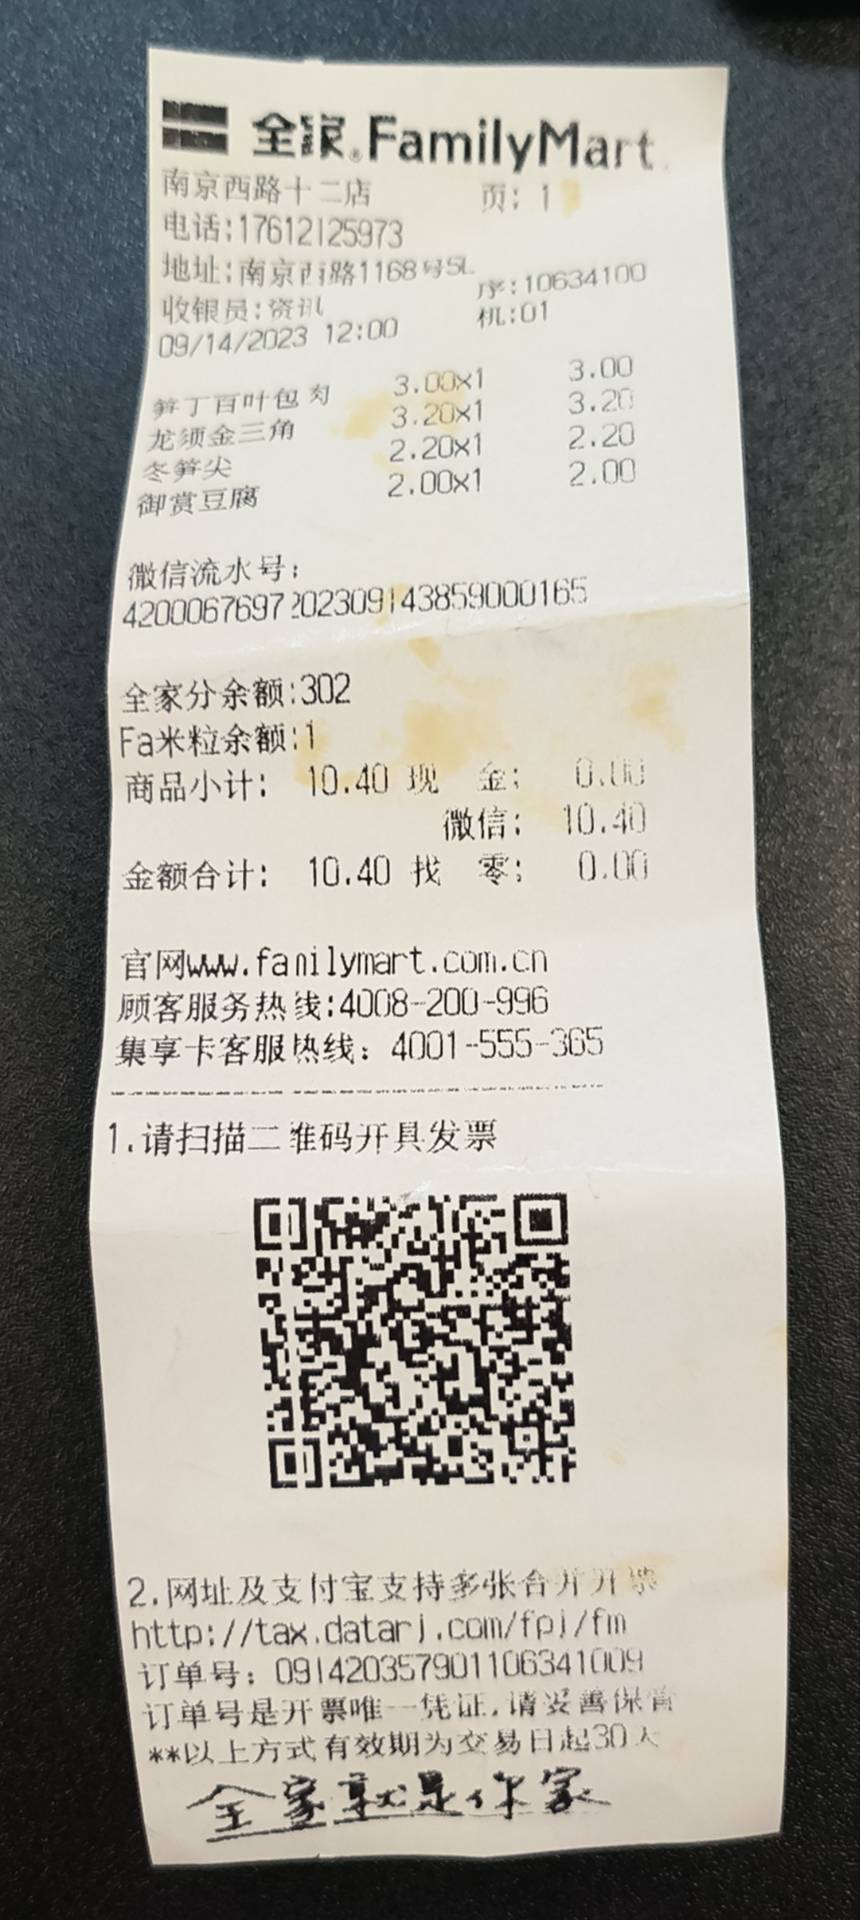 全家®FamilyMart
南京西路十二店 页: 1
电话:17612125973
地址:南京西路1168号5L
序:10634100
收银员:资讯 机:01
09/14/2023 12:00
笋丁百叶包肉 3.00x1 3.00
龙须金三角 3.20x1 3.20
冬笋尖 2.20x1 2.20
御赏豆腐 2.00x1 2.00
微信流水号:
4200067697202309143859000165
全家分余额:302
Fa米粒余额:1
商品小计: 10.40 现 金: 0.00
微信: 10.40
金额合计: 10.40 找 零: 0.00
官网www.familymart.com.cn
顾客服务热线:4008-200-996
集享卡客服热线: 4001-555-365
1.请扫描二维码开具发票
2.网址及支付宝支持多张合并开票
http://tax.datarj.com/fpj/fm
订单号: 091420357901106341009
订单号是开票唯一凭证,请妥善保管
**以上方式有效期为交易日起30天
全家就是你家